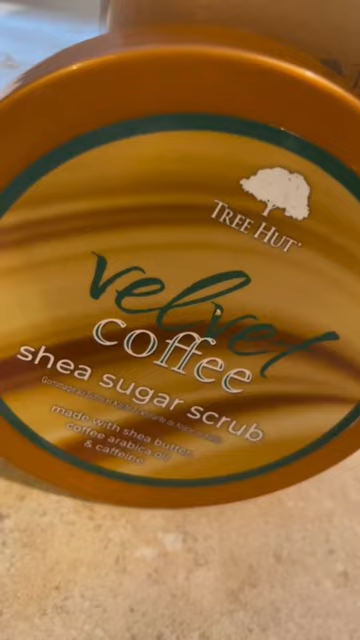 TREE HUT
velvet
coffee
shea sugar scrub
made with shea butter,
coffee arabica oil
& caffeine